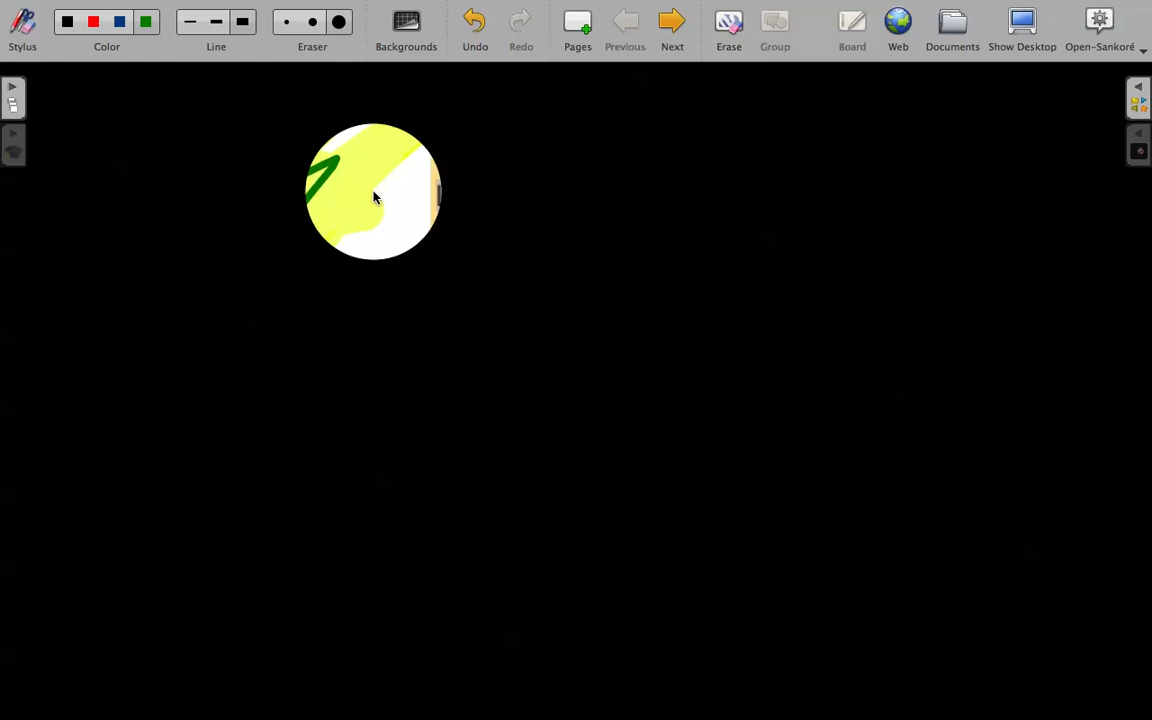 Stylus Color Line Eraser Backgrounds Undo Redo Pages Previous Next Erase Group Board Web Documents Show Desktop Open-Sankoré